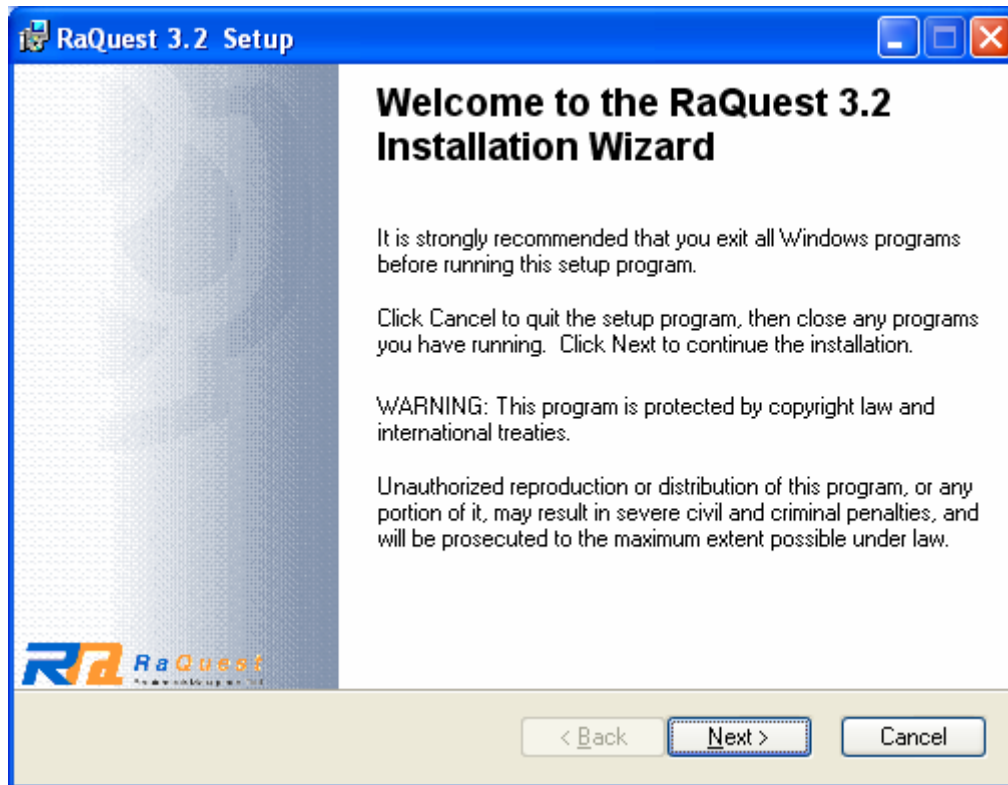 RaQuest 3.2 Setup
Welcome to the RaQuest 3.2
Installation Wizard
It is strongly recommended that you exit all Windows programs
before running this setup program.
Click Cancel to quit the setup program, then close any programs
you have running. Click Next to continue the installation.
WARNING: This program is protected by copyright law and
international treaties.
Unauthorized reproduction or distribution of this program, or any
portion of it, may result in severe civil and criminal penalties, and
will be prosecuted to the maximum extent possible under law.
Ra RaQuest
< Back
Next >
Cancel